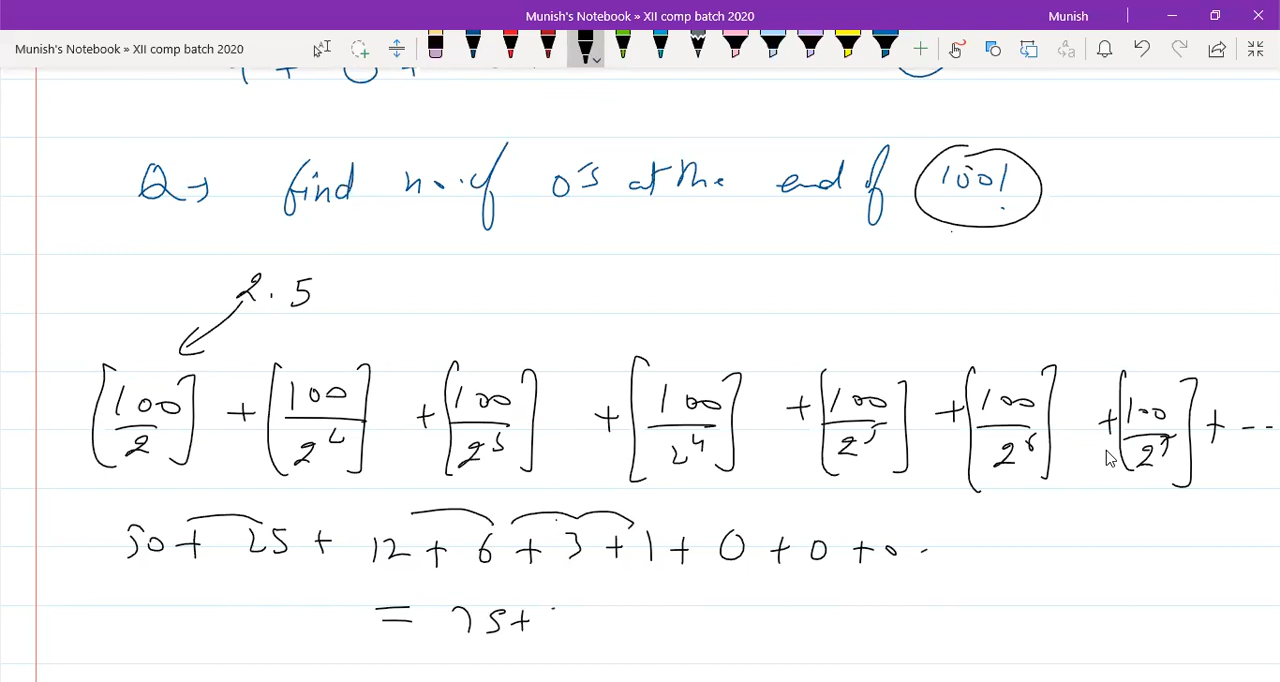 Munish's Notebook » XII comp batch 2020
Munish
Munish's Notebook » XII comp batch 2020
Q→ find no. of 0's at the end of 100!
2.5
[100/2] + [100/2²] + [100/2³] + [100/2⁴] + [100/2⁵] + [100/2⁶] + [100/2⁷] + ---
50 + 25 + 12 + 6 + 3 + 1 + 0 + 0 + 0 -
= 75+